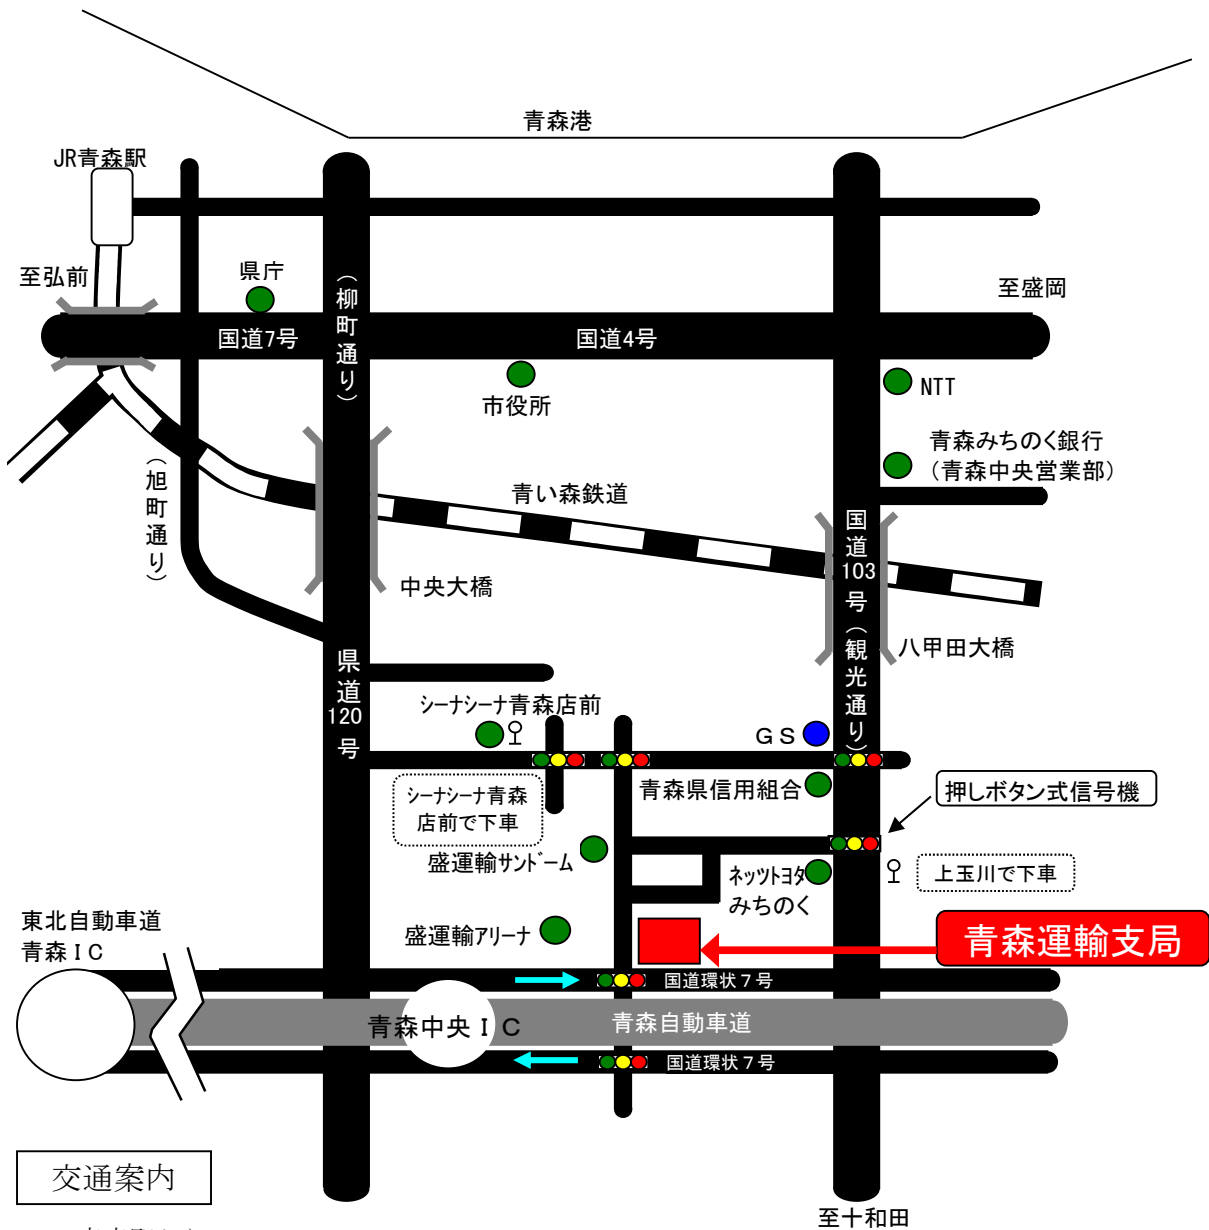 青森港
JR青森駅
至弘前
県庁
(柳町通り)
至盛岡
国道7号
国道4号
市役所
NTT
青森みちのく銀行
(青森中央営業部)
(旭町通り)
青い森鉄道
国道103号(観光通り)
中央大橋
八甲田大橋
県道120号
シーナシーナ青森店前
GS
青森県信用組合
押しボタン式信号機
シーナシーナ青森
店前で下車
盛運輸サンドーム
ネッツトヨタ
みちのく
上玉川で下車
東北自動車道
青森IC
盛運輸アリーナ
青森運輸支局
国道環状7号
青森中央IC
青森自動車道
国道環状7号
交通案内
至十和田